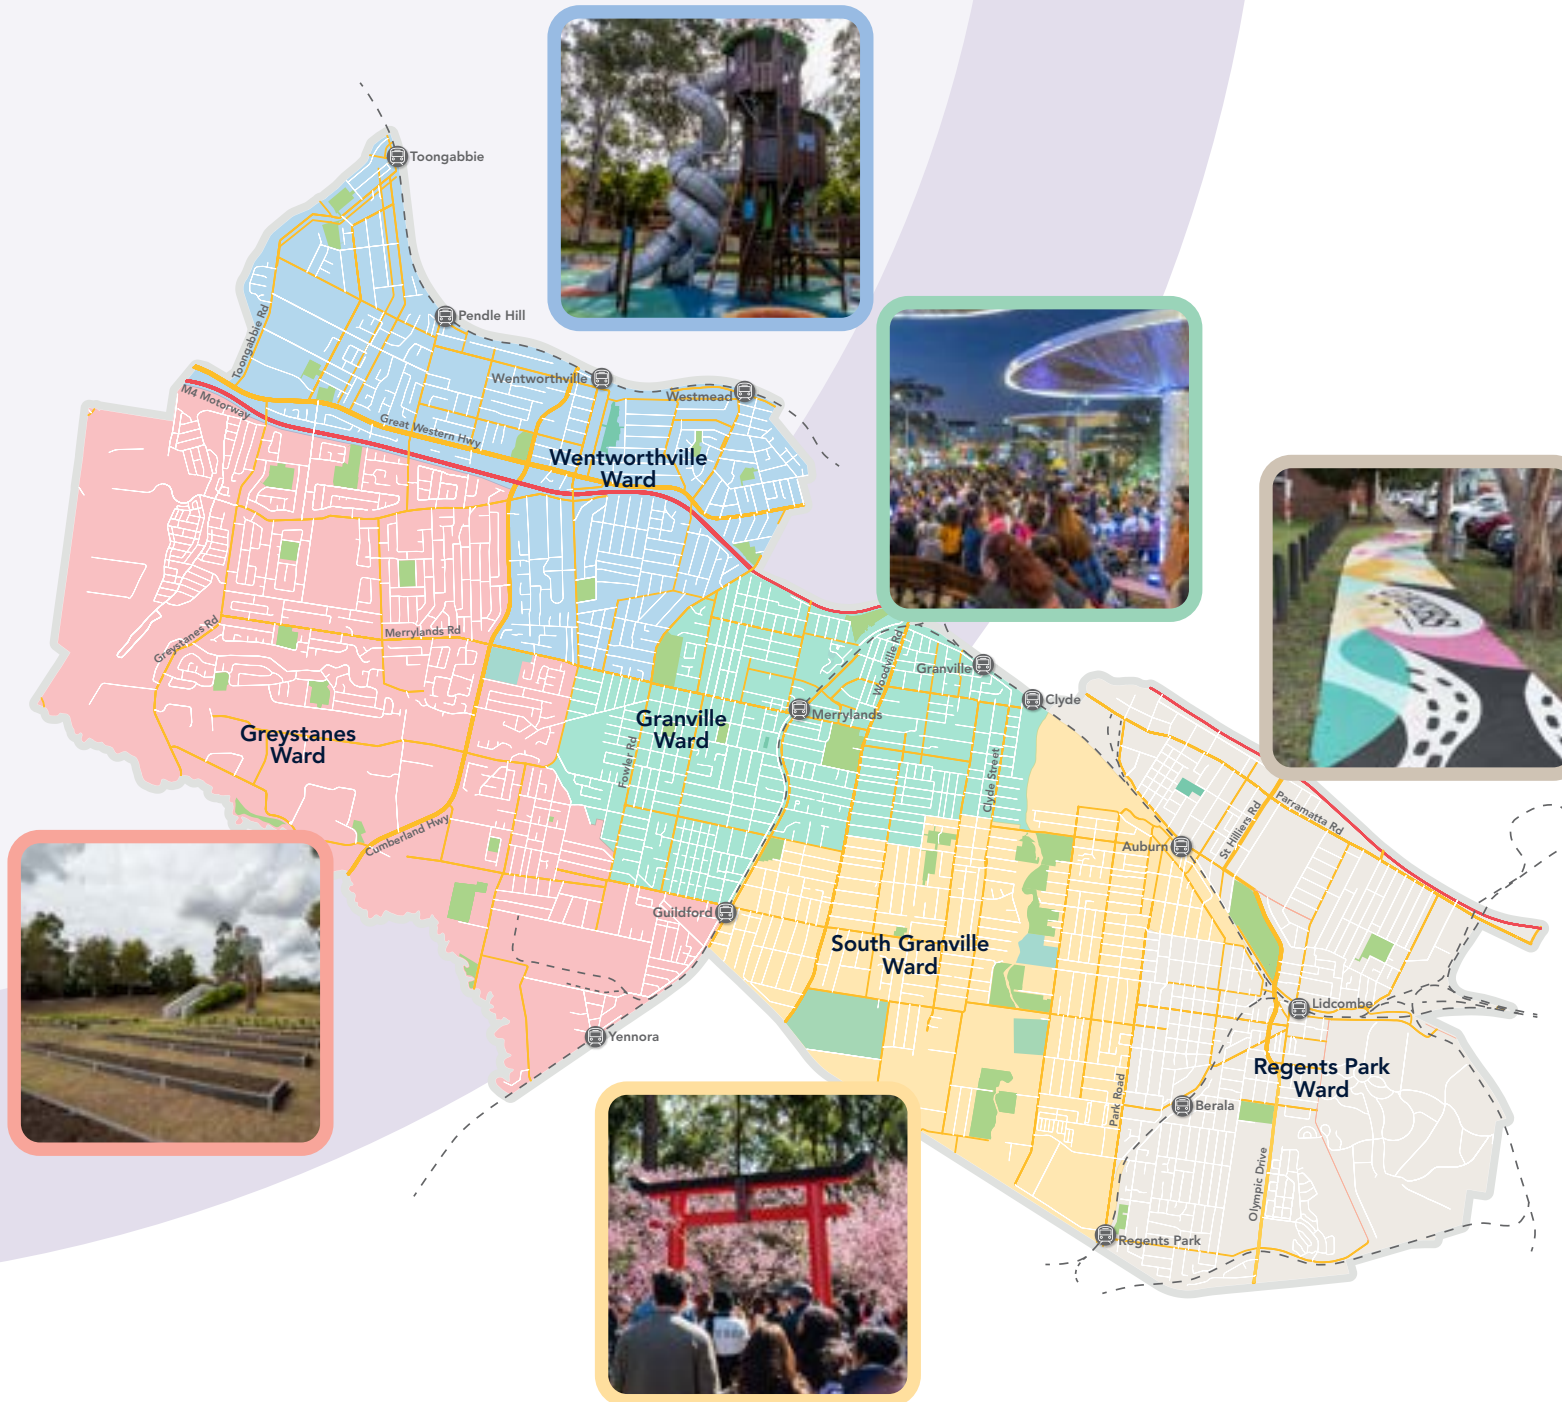 Toongabbie
Pendle Hill
Toongabbie Rd
Wentworthville
Westmead
M4 Motorway
Great Western Hwy
Wentworthville
Ward
Greystanes Rd
Merrylands Rd
Woodville Rd
Granville
Clyde
Merrylands
Granville
Ward
Greystanes
Ward
Fowler Rd
Clyde Street
Parramatta Rd
St Hilliers Rd
Cumberland Hwy
Auburn
Guildford
South Granville
Ward
Lidcombe
Yennora
Regents Park
Ward
Park Road
Berala
Olympic Drive
Regents Park